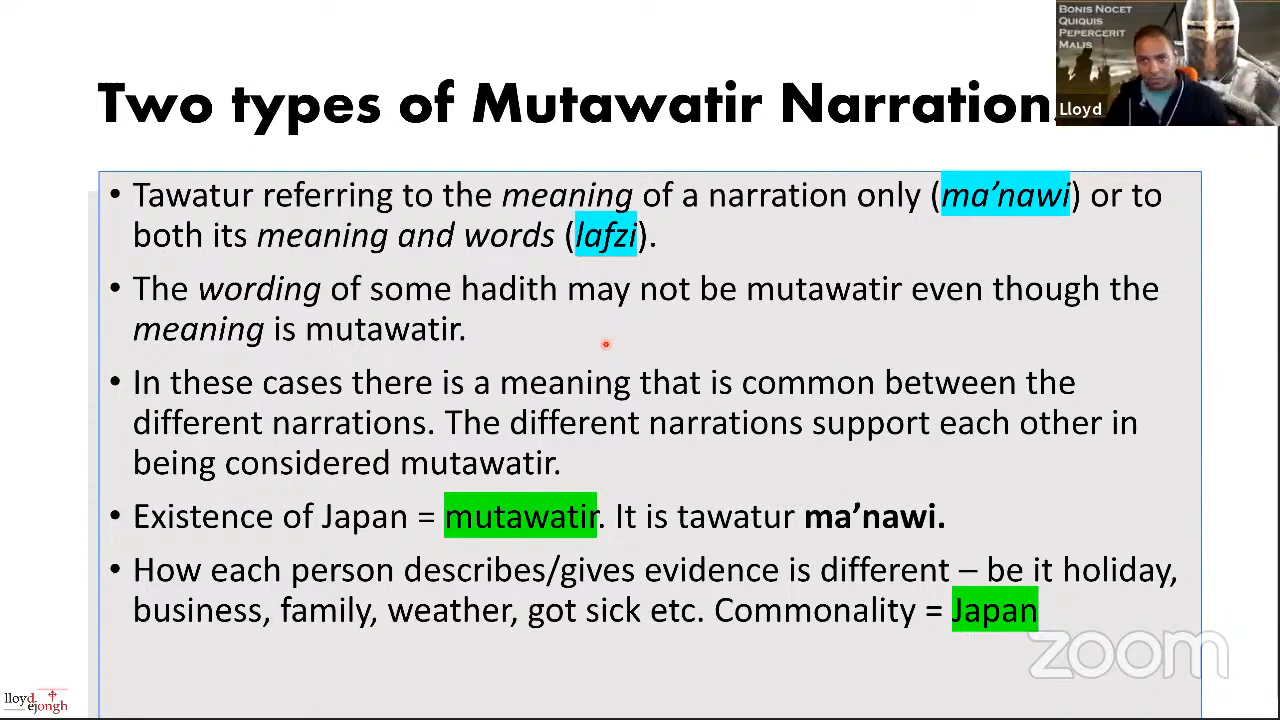 Bonis Nocet
Quiquis
Pepercerit
Malis
Lloyd
Two types of Mutawatir Narration
• Tawatur referring to the meaning of a narration only (ma’nawi) or to
both its meaning and words (lafzi).
• The wording of some hadith may not be mutawatir even though the
meaning is mutawatir.
• In these cases there is a meaning that is common between the
different narrations. The different narrations support each other in
being considered mutawatir.
• Existence of Japan = mutawatir. It is tawatur ma’nawi.
• How each person describes/gives evidence is different – be it holiday,
business, family, weather, got sick etc. Commonality = Japan
zoom
lloyd
ejongh